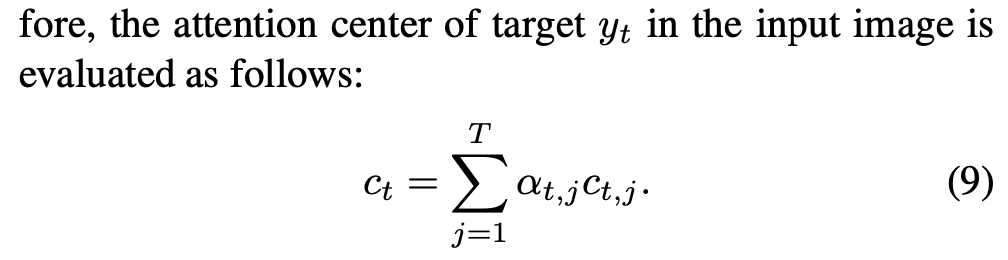 fore, the attention center of target $y_t$ in the input image is
evaluated as follows:
$$c_t = \sum_{j=1}^{T} \alpha_{t,j} c_{t,j}. \quad (9)$$